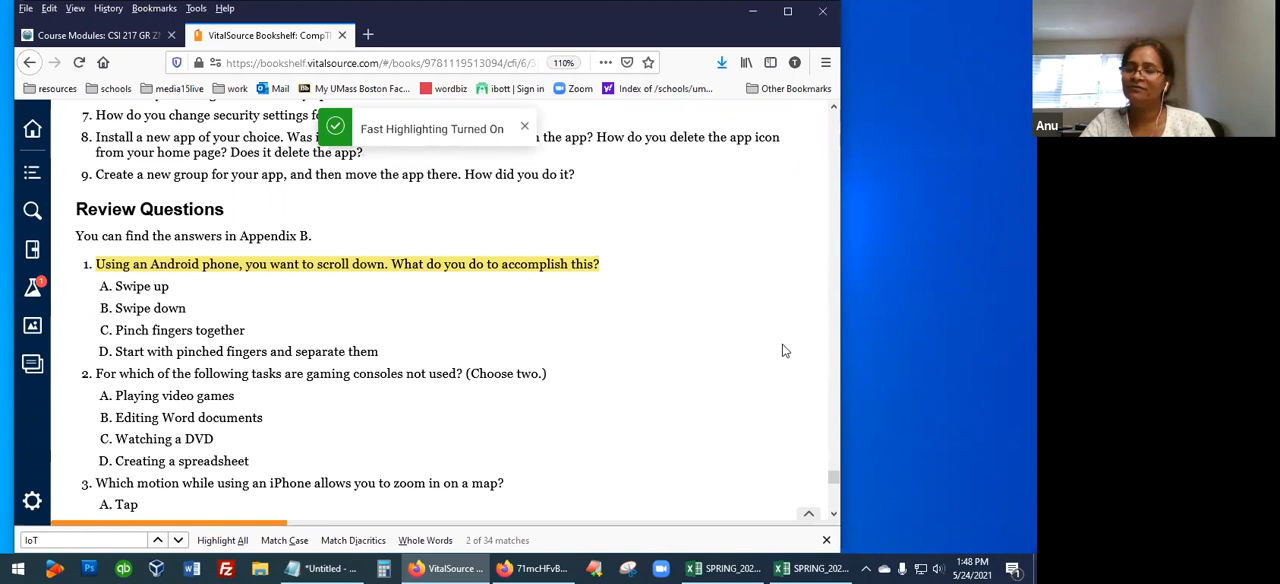 File Edit View History Bookmarks Tools Help
Course Modules: CSI 217 GR Z
VitalSource Bookshelf: CompTI
https://bookshelf.vitalsource.com/#/books/9781119513094/cfi/6/3
110%
resources schools media15live work Mail My UMass Boston Fac... wordbiz ibott | Sign in Zoom Index of /schools/um... Other Bookmarks
7. How do you change security settings f
Fast Highlighting Turned On
8. Install a new app of your choice. Was the app? How do you delete the app icon
from your home page? Does it delete the app?
9. Create a new group for your app, and then move the app there. How did you do it?
Review Questions
You can find the answers in Appendix B.
1. Using an Android phone, you want to scroll down. What do you do to accomplish this?
A. Swipe up
B. Swipe down
C. Pinch fingers together
D. Start with pinched fingers and separate them
2. For which of the following tasks are gaming consoles not used? (Choose two.)
A. Playing video games
B. Editing Word documents
C. Watching a DVD
D. Creating a spreadsheet
3. Which motion while using an iPhone allows you to zoom in on a map?
A. Tap
IoT Highlight All Match Case Match Diacritics Whole Words 2 of 34 matches
*Untitled - ... VitalSource ... 71mcHFvB... SPRING_202... SPRING_202...
1:48 PM
5/24/2021
Anu